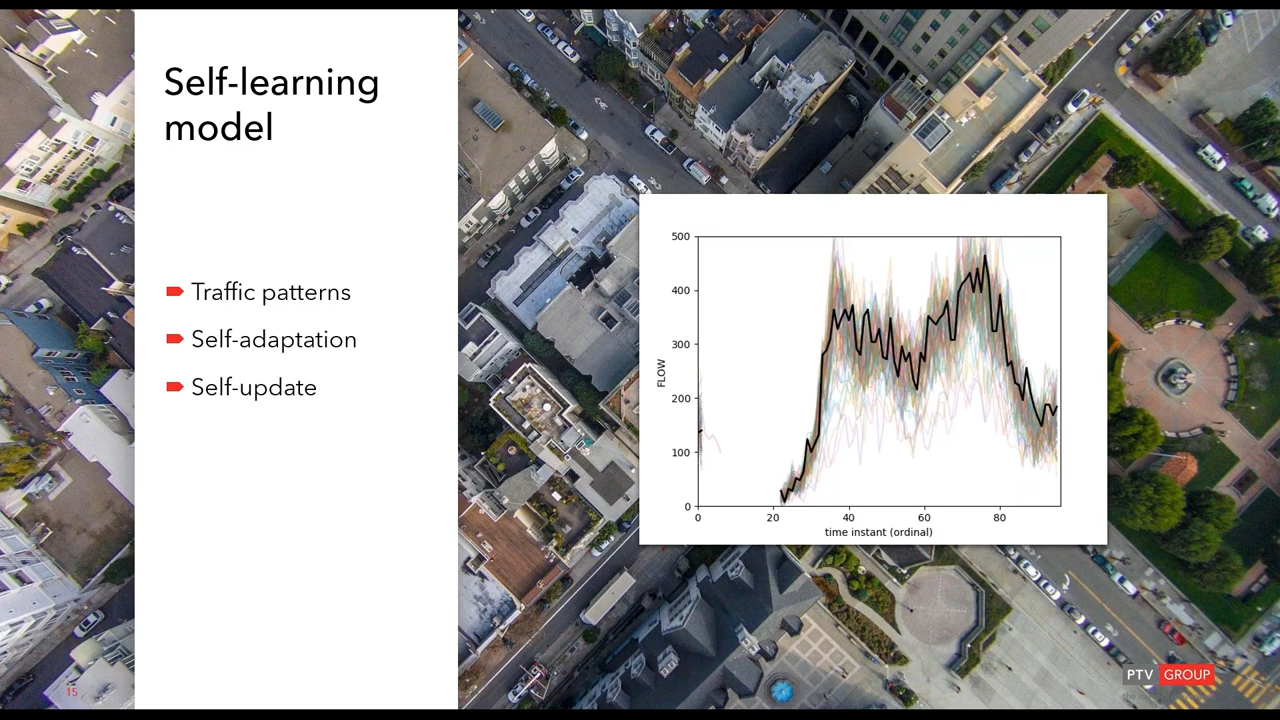 Self-learning
model
Traffic patterns
Self-adaptation
Self-update
500
400
300
200
100
0
FLOW
0 20 40 60 80
time instant (ordinal)
15
PTV GROUP